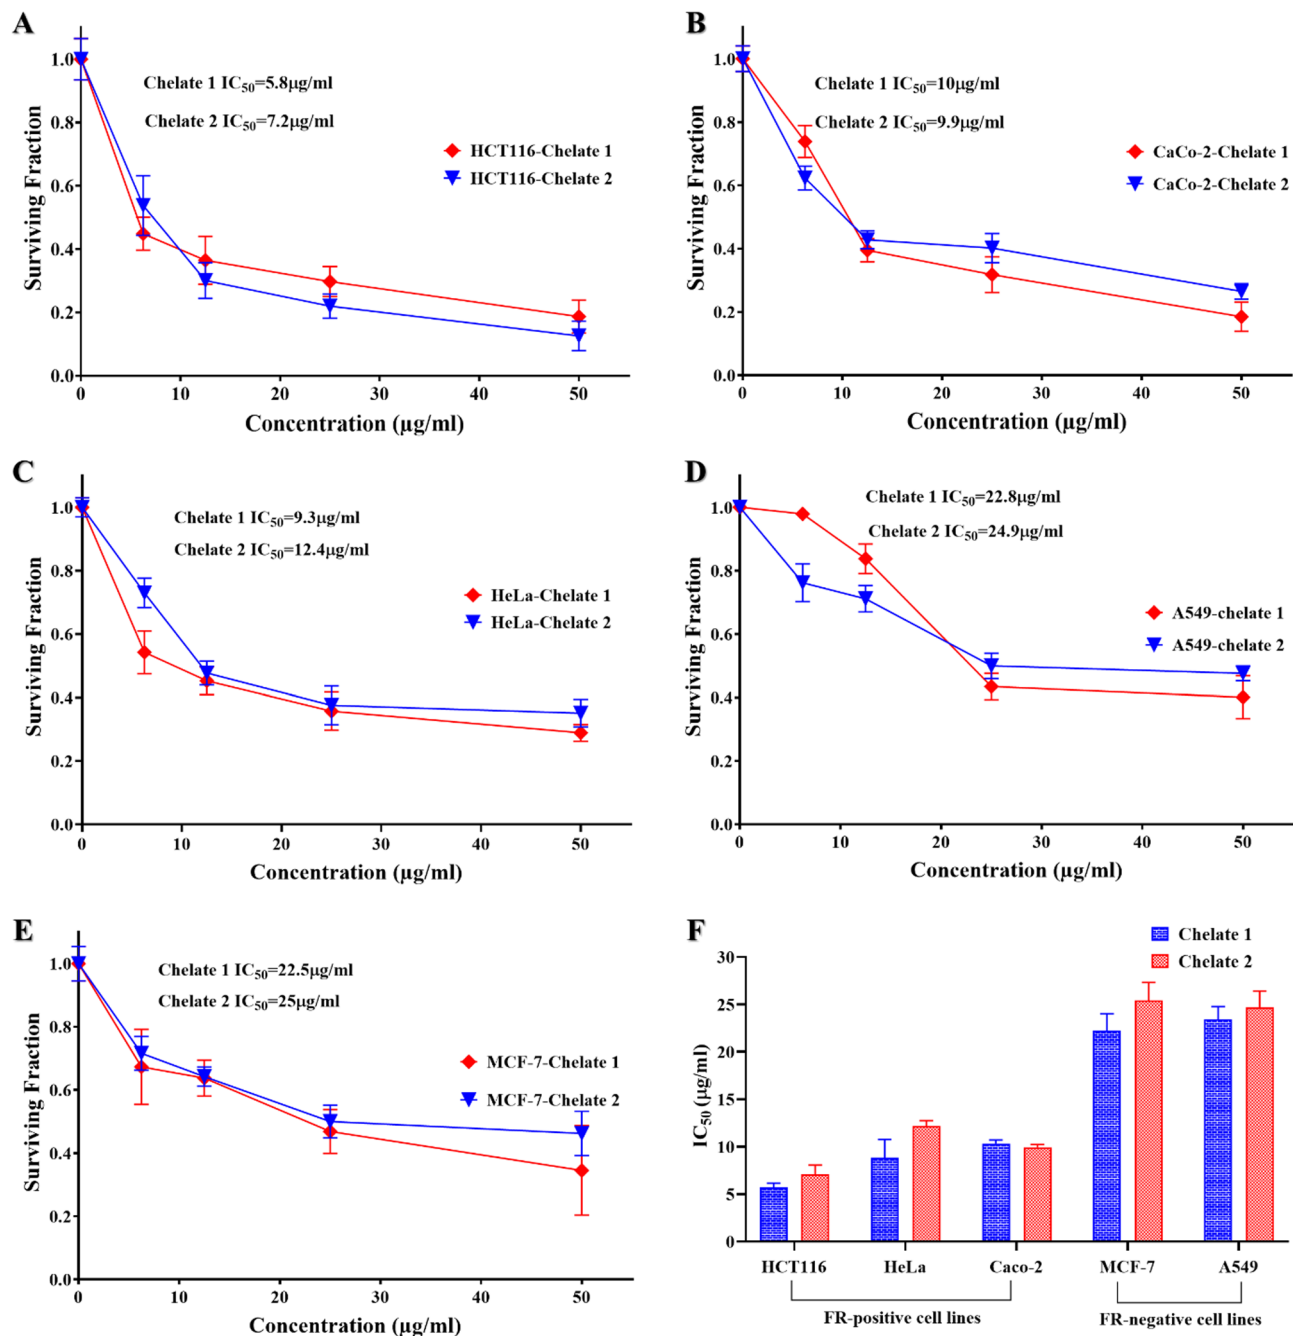 A
Chelate 1 IC50=5.8µg/ml
Chelate 2 IC50=7.2µg/ml
HCT116-Chelate 1
HCT116-Chelate 2
Surviving Fraction
1.0
0.8
0.6
0.4
0.2
0.0
0 10 20 30 40 50
Concentration (µg/ml)
B
Chelate 1 IC50=10µg/ml
Chelate 2 IC50=9.9µg/ml
CaCo-2-Chelate 1
CaCo-2-Chelate 2
Surviving Fraction
1.0
0.8
0.6
0.4
0.2
0.0
0 10 20 30 40 50
Concentration (µg/ml)
C
Chelate 1 IC50=9.3µg/ml
Chelate 2 IC50=12.4µg/ml
HeLa-Chelate 1
HeLa-Chelate 2
Surviving Fraction
1.0
0.8
0.6
0.4
0.2
0.0
0 10 20 30 40 50
Concentration (µg/ml)
D
Chelate 1 IC50=22.8µg/ml
Chelate 2 IC50=24.9µg/ml
A549-chelate 1
A549-chelate 2
Surviving Fraction
1.0
0.8
0.6
0.4
0.2
0.0
0 10 20 30 40 50
Concentration (µg/ml)
E
Chelate 1 IC50=22.5µg/ml
Chelate 2 IC50=25µg/ml
MCF-7-Chelate 1
MCF-7-Chelate 2
Surviving Fraction
1.0
0.8
0.6
0.4
0.2
0.0
0 10 20 30 40 50
Concentration (µg/ml)
F
Chelate 1
Chelate 2
IC50 (µg/ml)
30
25
20
15
10
5
0
HCT116 HeLa Caco-2 MCF-7 A549
FR-positive cell lines FR-negative cell lines